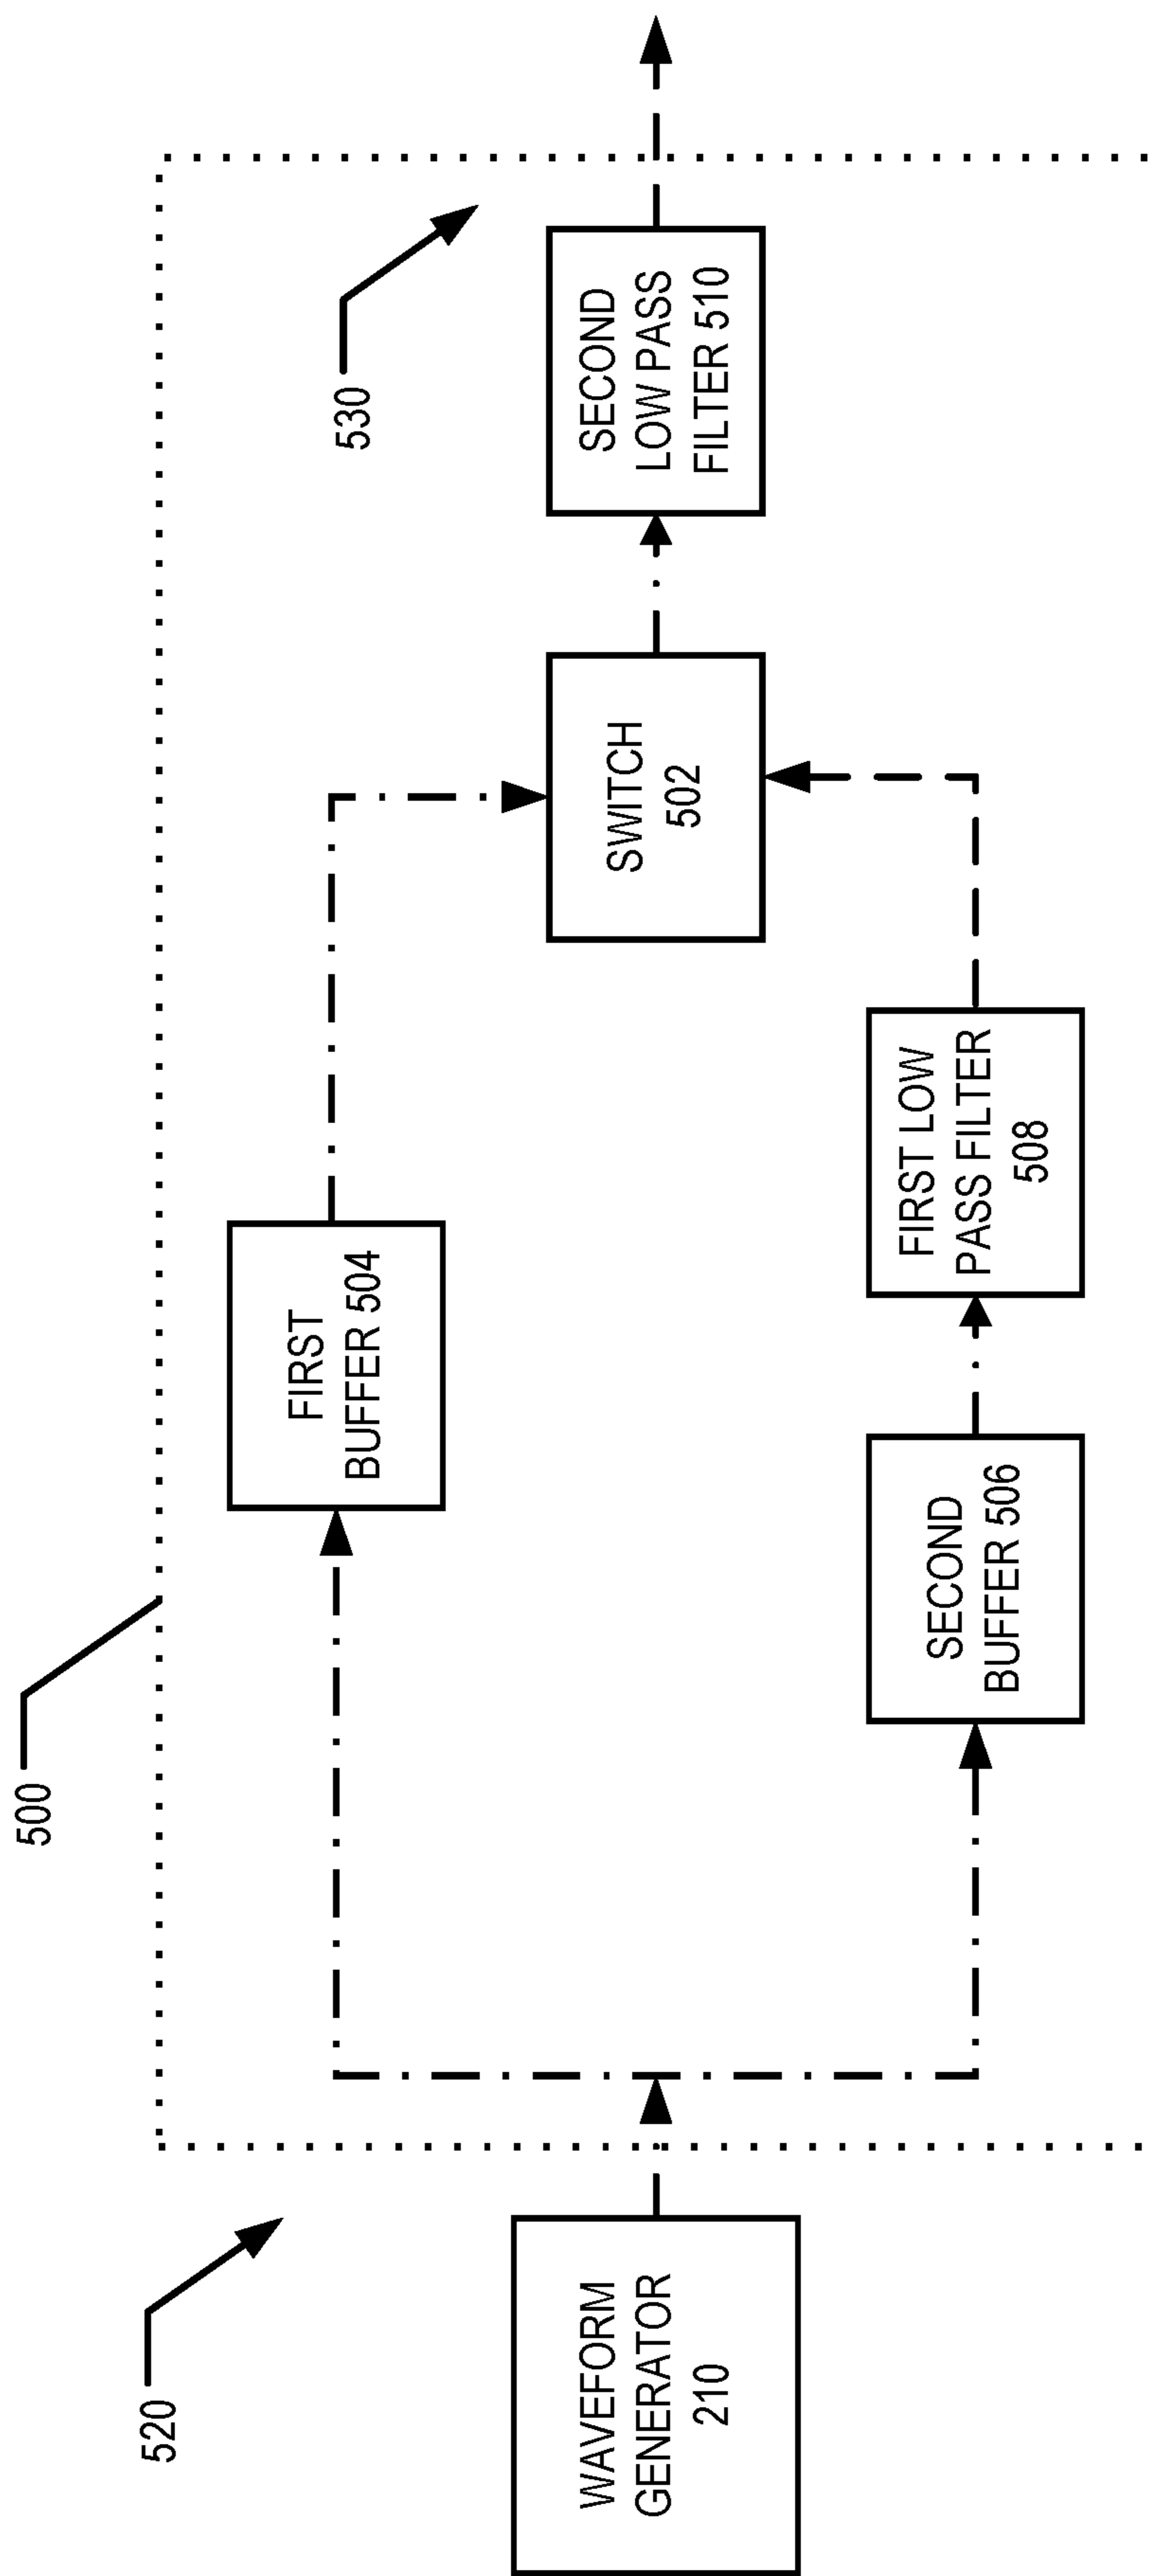 500
520
530
WAVEFORM
GENERATOR
210
FIRST
BUFFER 504
SECOND
BUFFER 506
FIRST LOW
PASS FILTER
508
SWITCH
502
SECOND
LOW PASS
FILTER 510